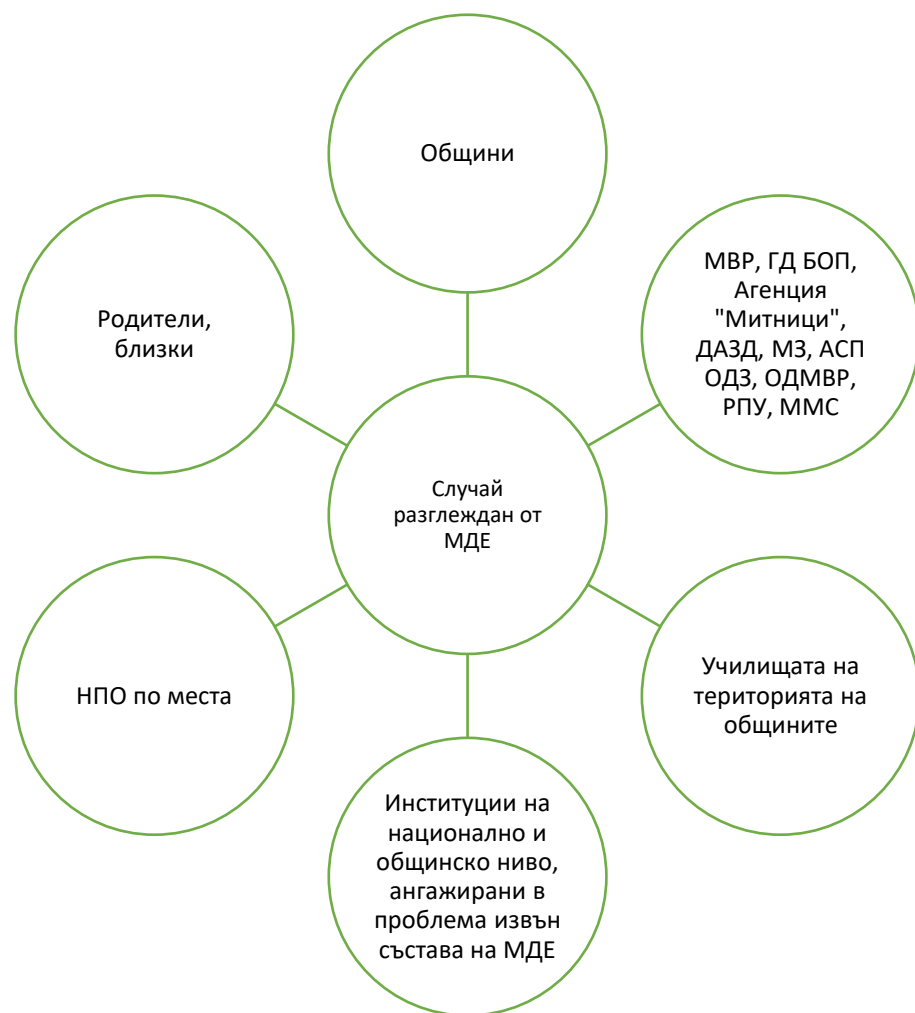 Общини
МВР, ГД БОП,
Агенция
"Митници",
ДАЗД, МЗ, АСП
ОДЗ, ОДМВР,
РПУ, ММС
Родители,
близки
Случай
разглеждан от
МДЕ
НПО по места
Училищата на
територията на
общините
Институции на
национално и
общинско ниво,
ангажирани в
проблема извън
състава на МДЕ